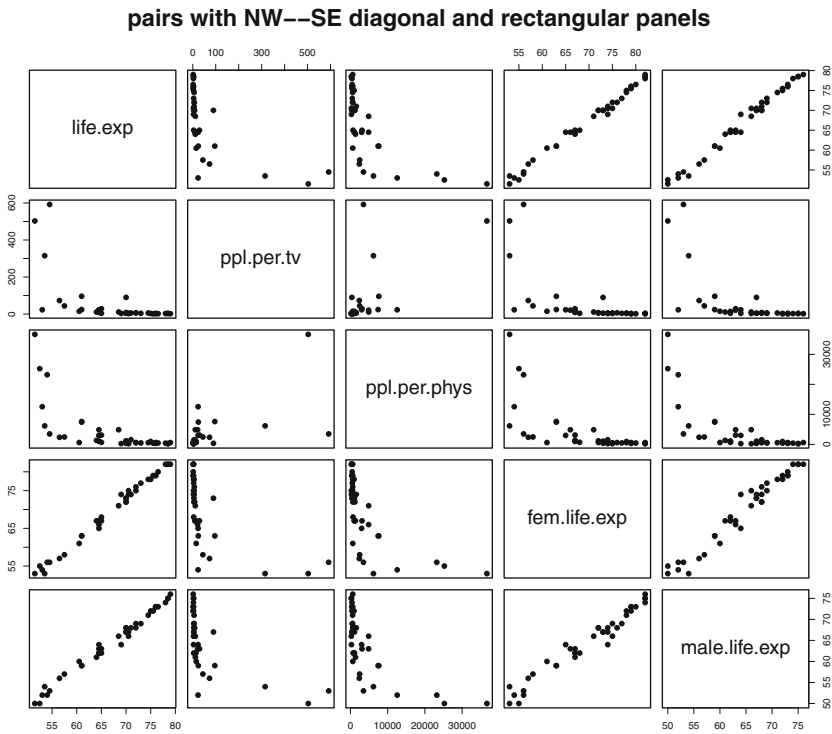 pairs with NW--SE diagonal and rectangular panels
0 100 300 500
55 60 65 70 75 80
life.exp
55 60 65 70 75 80
0 200 400 600
ppl.per.tv
ppl.per.phys
0 10000 30000
55 65 75
fem.life.exp
male.life.exp
50 55 60 65 70 75
55 60 65 70 75 80
0 10000 30000
50 55 60 65 70 75